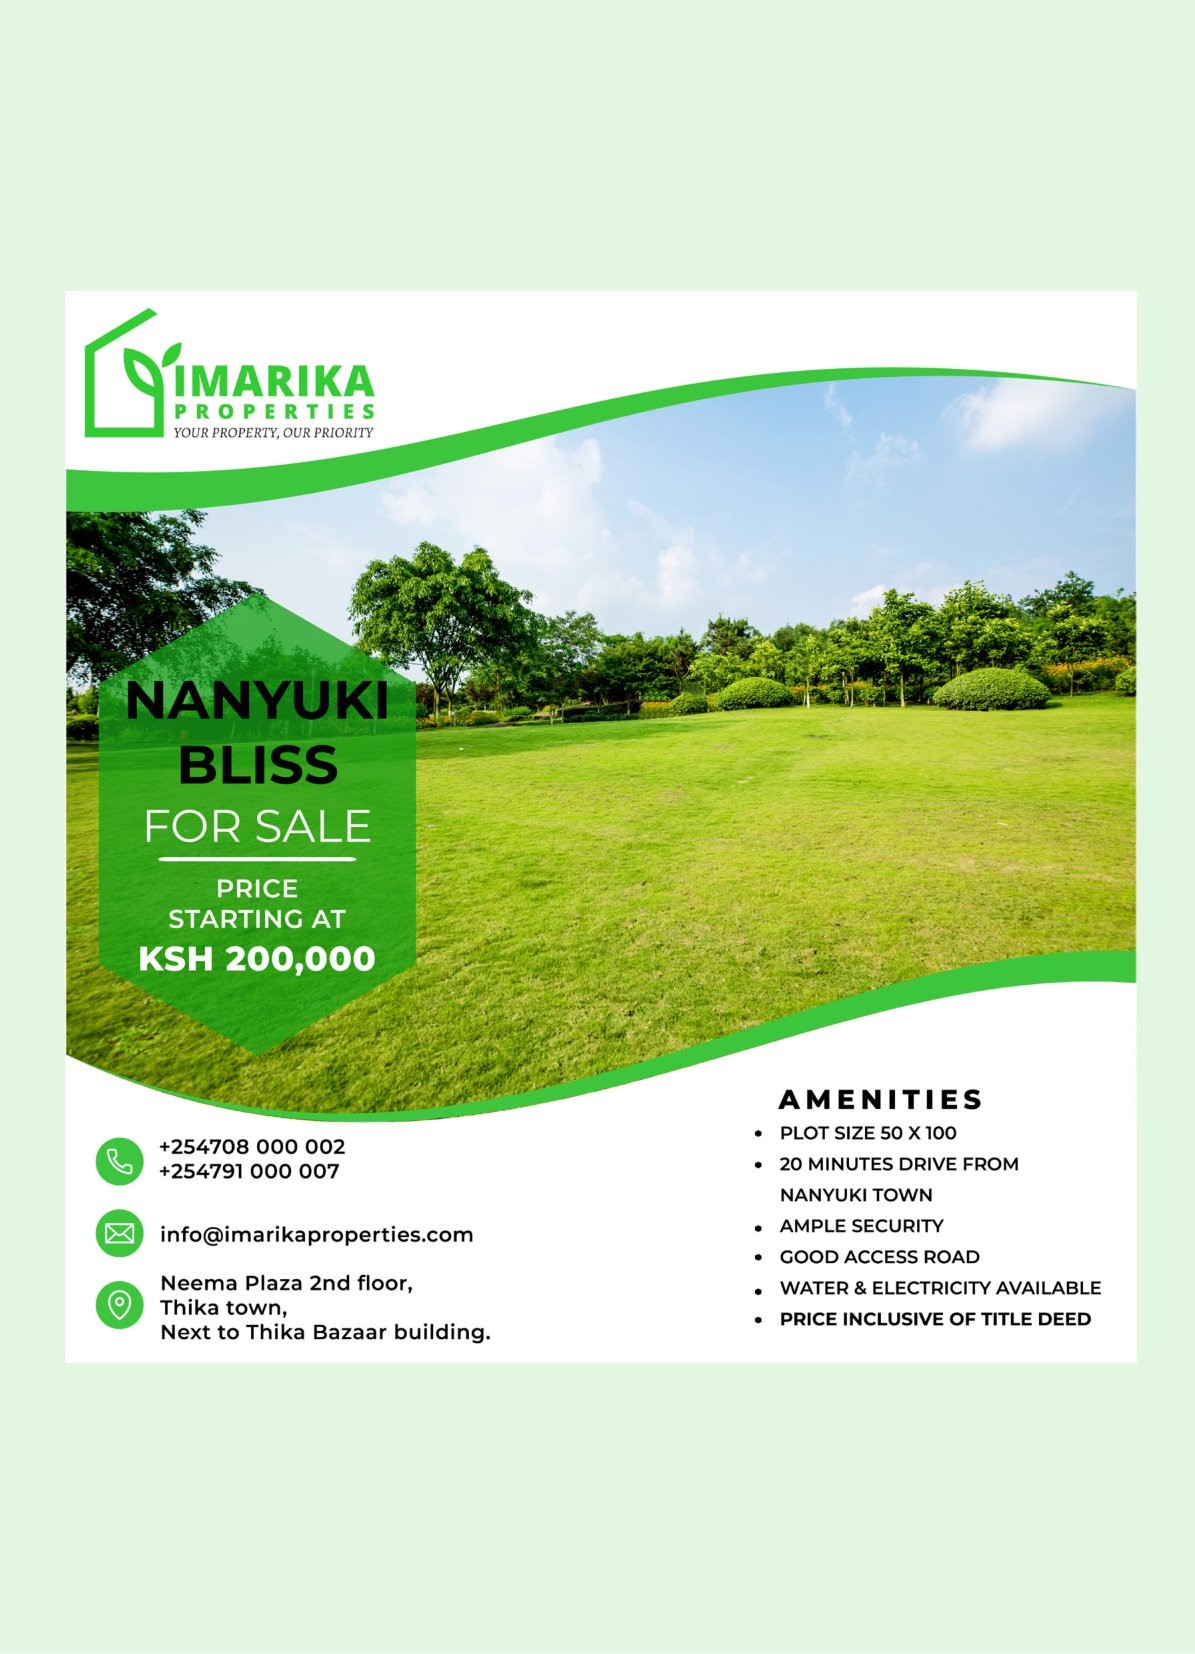 IMARIKA
PROPERTIES
YOUR PROPERTY, OUR PRIORITY
NANYUKI
BLISS
FOR SALE
PRICE
STARTING AT
KSH 200,000
+254708 000 002
+254791 000 007
info@imarikaproperties.com
Neema Plaza 2nd floor,
Thika town,
Next to Thika Bazaar building.
AMENITIES
• PLOT SIZE 50 X 100
• 20 MINUTES DRIVE FROM
NANYUKI TOWN
• AMPLE SECURITY
• GOOD ACCESS ROAD
• WATER & ELECTRICITY AVAILABLE
• PRICE INCLUSIVE OF TITLE DEED